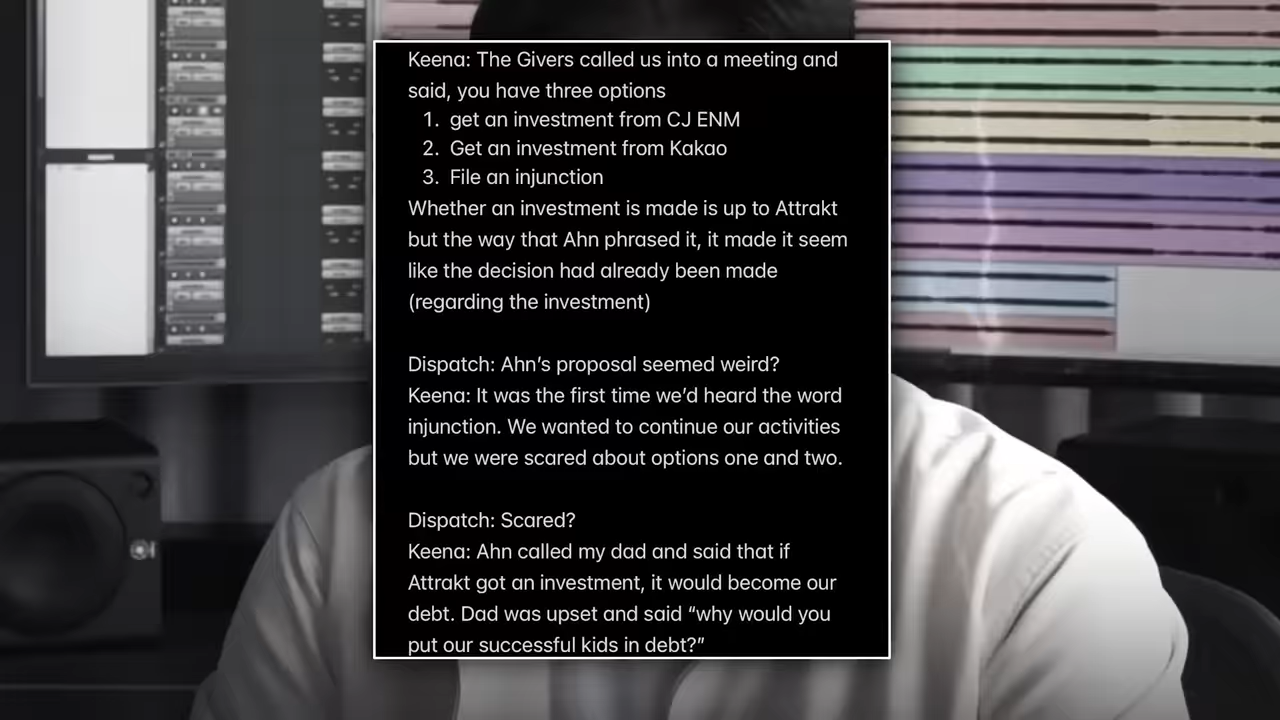 Keena: The Givers called us into a meeting and
said, you have three options
1. get an investment from CJ ENM
2. Get an investment from Kakao
3. File an injunction
Whether an investment is made is up to Attrakt
but the way that Ahn phrased it, it made it seem
like the decision had already been made
(regarding the investment)
Dispatch: Ahn’s proposal seemed weird?
Keena: It was the first time we’d heard the word
injunction. We wanted to continue our activities
but we were scared about options one and two.
Dispatch: Scared?
Keena: Ahn called my dad and said that if
Attrakt got an investment, it would become our
debt. Dad was upset and said “why would you
put our successful kids in debt?”